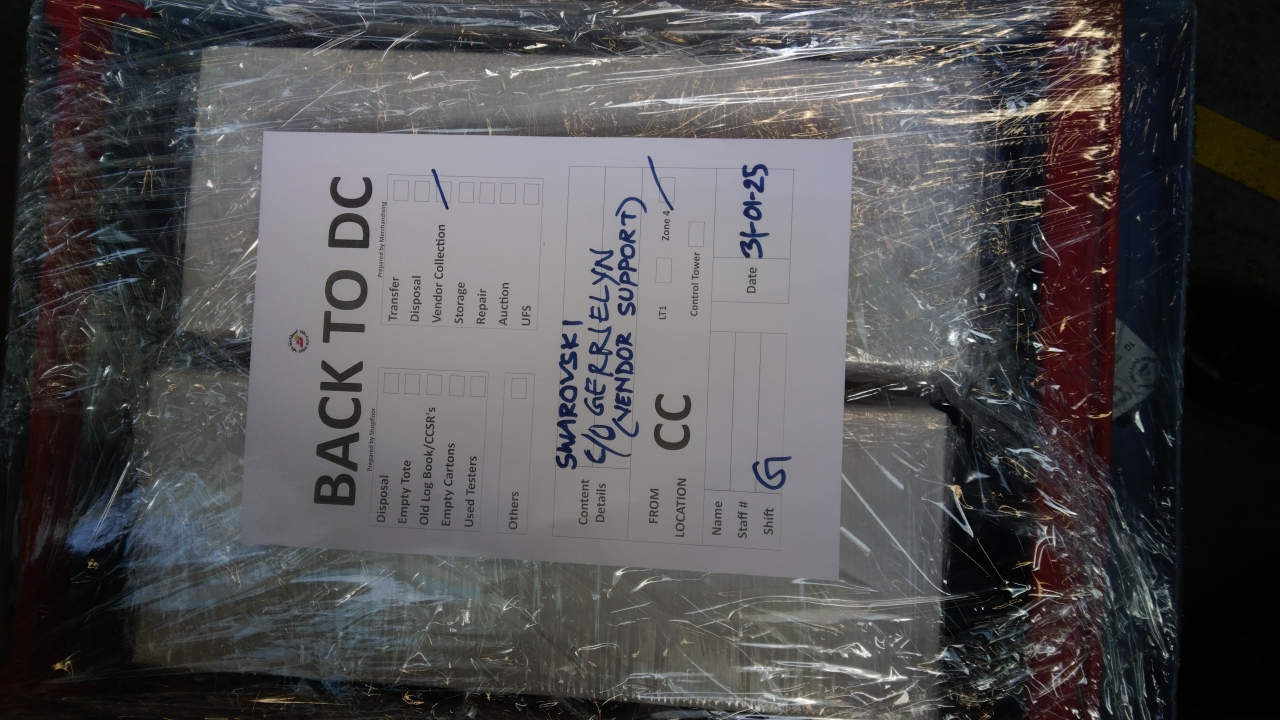 BACK TO DC
Prepared by Shopfloor
Disposal
Empty Tote
Old Log Book/CCSR's
Empty Cartons
Used Testers
Others
Prepared by Merchandising
Transfer
Disposal
Vendor Collection
Storage
Repair
Auction
UFS
Content
Details
SWAROVSKI
C/O GERRIELYN
(VENDOR SUPPORT)
FROM
LOCATION
CC
LT1
Zone 4
Control Tower
Name
Staff #
Shift
G1
Date
31-01-25